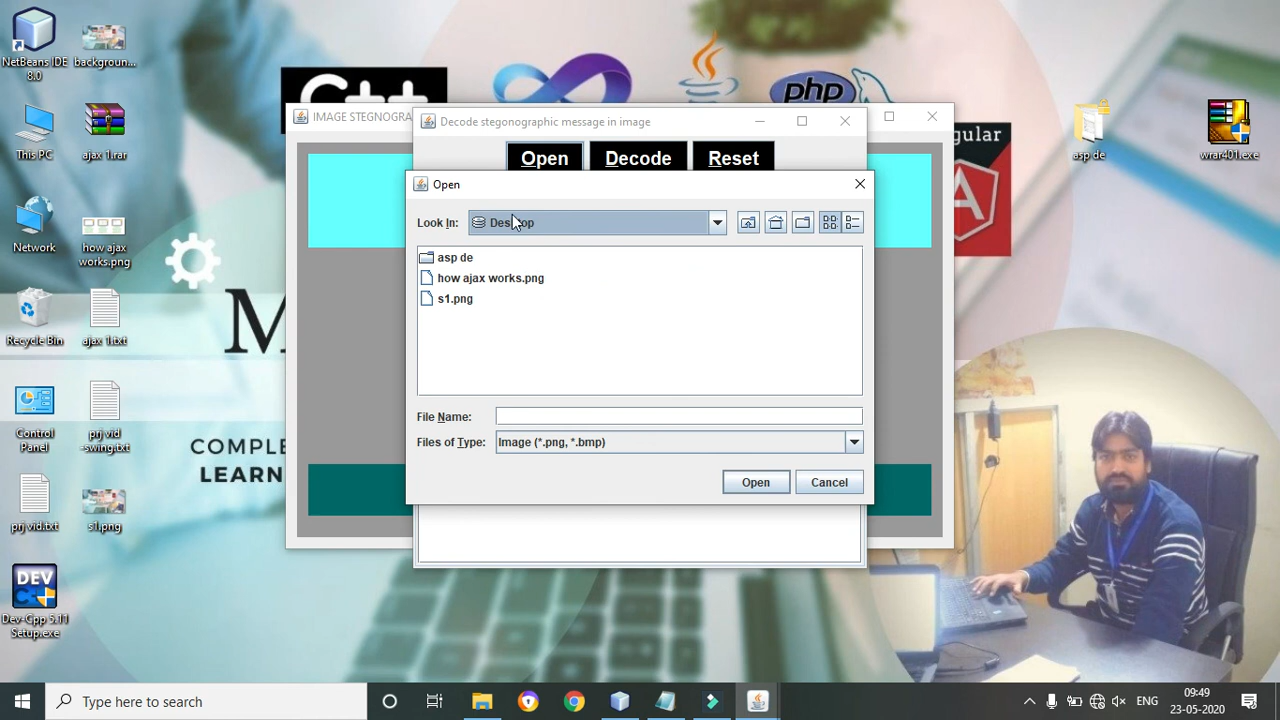 NetBeans IDE
8.0
backgroun...
This PC
ajax 1.rar
Network
how ajax
works.png
Recycle Bin
ajax 1.txt
Control
Panel
prj vid
-swing.txt
prj vid.txt
s1.png
Dev-Cpp 5.11
Setup.exe
DEV
C++
php
gular
asp de
wrar401.exe
M
COMPLE
LEARN
IMAGE STEGNOGRA
Decode stegonographic message in image
Open
Decode
Reset
Open
Look In:
Desktop
asp de
how ajax works.png
s1.png
File Name:
Files of Type:
Image (*.png, *.bmp)
Open
Cancel
Type here to search
ENG
09:49
23-05-2020